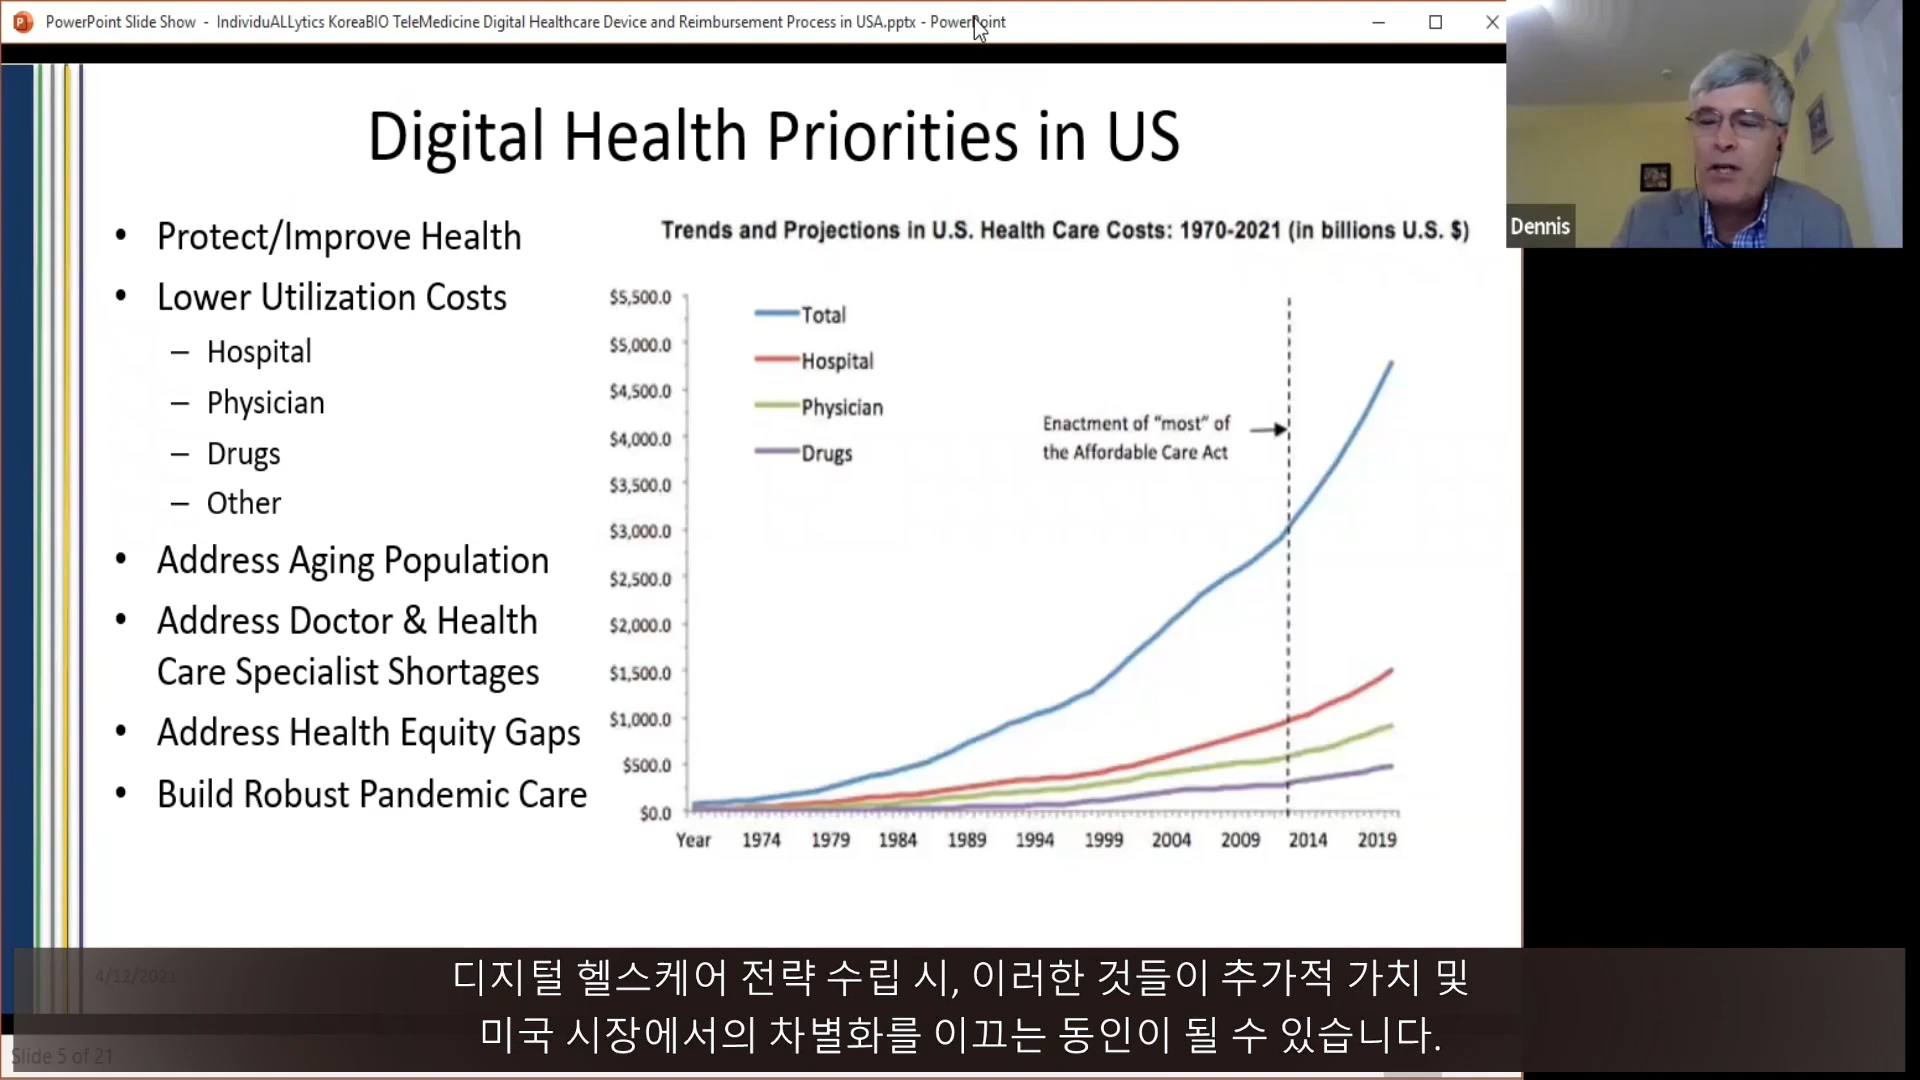 PowerPoint Slide Show - IndividuALLytics KoreaBIO TeleMedicine Digital Healthcare Device and Reimbursement Process in USA.pptx - PowerPoint
Dennis
Digital Health Priorities in US
• Protect/Improve Health
• Lower Utilization Costs
– Hospital
– Physician
– Drugs
– Other
• Address Aging Population
• Address Doctor & Health
Care Specialist Shortages
• Address Health Equity Gaps
• Build Robust Pandemic Care
Trends and Projections in U.S. Health Care Costs: 1970-2021 (in billions U.S. $)
$5,500.0
$5,000.0
$4,500.0
$4,000.0
$3,500.0
$3,000.0
$2,500.0
$2,000.0
$1,500.0
$1,000.0
$500.0
$0.0
Total
Hospital
Physician
Drugs
Enactment of "most" of
the Affordable Care Act
Year 1974 1979 1984 1989 1994 1999 2004 2009 2014 2019
4/12/2021
디지털 헬스케어 전략 수립 시, 이러한 것들이 추가적 가치 및
미국 시장에서의 차별화를 이끄는 동인이 될 수 있습니다.
Slide 5 of 21